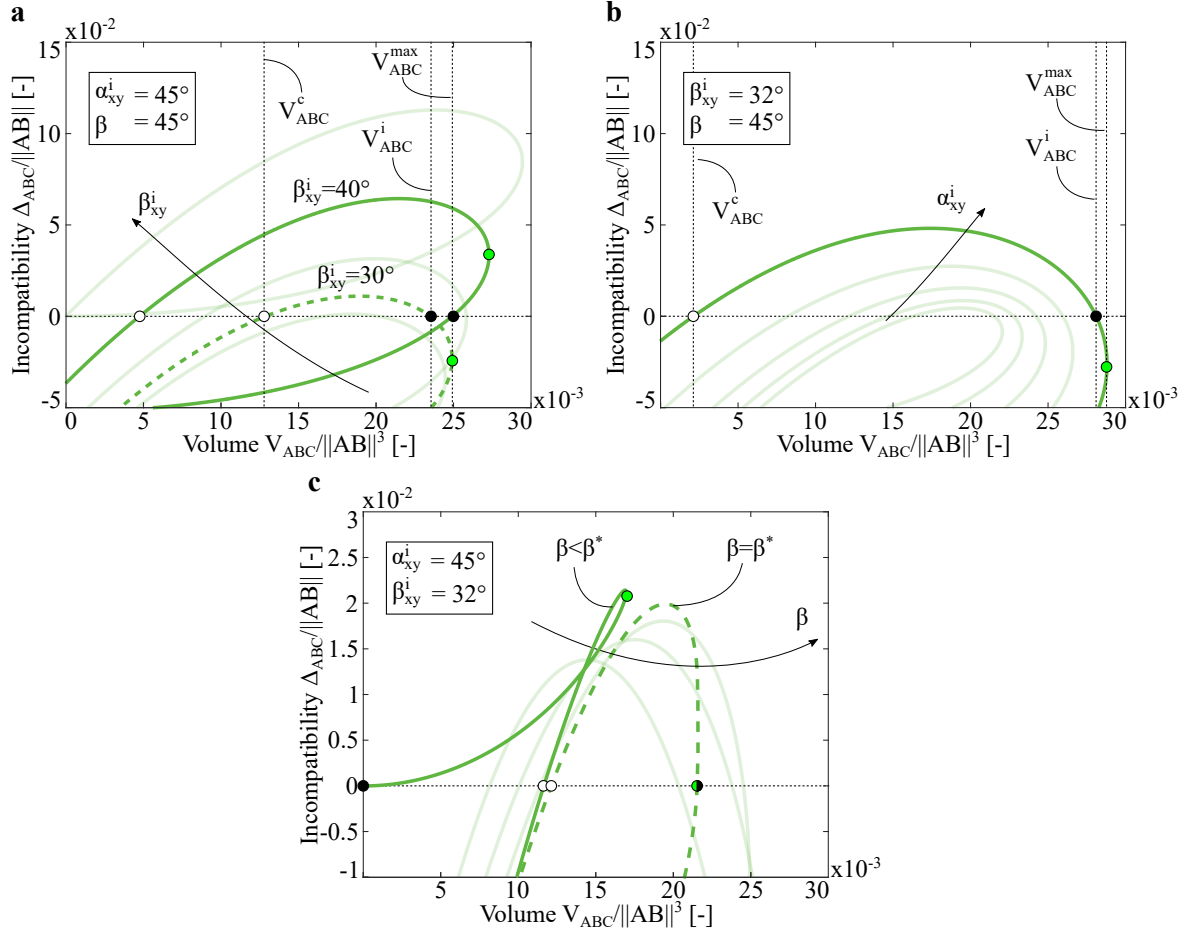 a
x10⁻²
15
10
5
0
-5
Incompatibility Δ_ABC/||AB|| [-]
α^i_xy = 45°
β = 45°
V^c_ABC
V^max_ABC
V^i_ABC
β^i_xy
β^i_xy=40°
β^i_xy=30°
0 5 10 15 20 25 30
x10⁻³
Volume V_ABC/||AB||³ [-]
b
x10⁻²
15
10
5
0
-5
Incompatibility Δ_ABC/||AB|| [-]
β^i_xy = 32°
β = 45°
V^max_ABC
V^i_ABC
V^c_ABC
α^i_xy
0 5 10 15 20 25 30
x10⁻³
Volume V_ABC/||AB||³ [-]
c
x10⁻²
3
2.5
2
1.5
1
0.5
0
-0.5
-1
Incompatibility Δ_ABC/||AB|| [-]
α^i_xy = 45°
β^i_xy = 32°
β<β*
β=β*
β
5 10 15 20 25 30
x10⁻³
Volume V_ABC/||AB||³ [-]